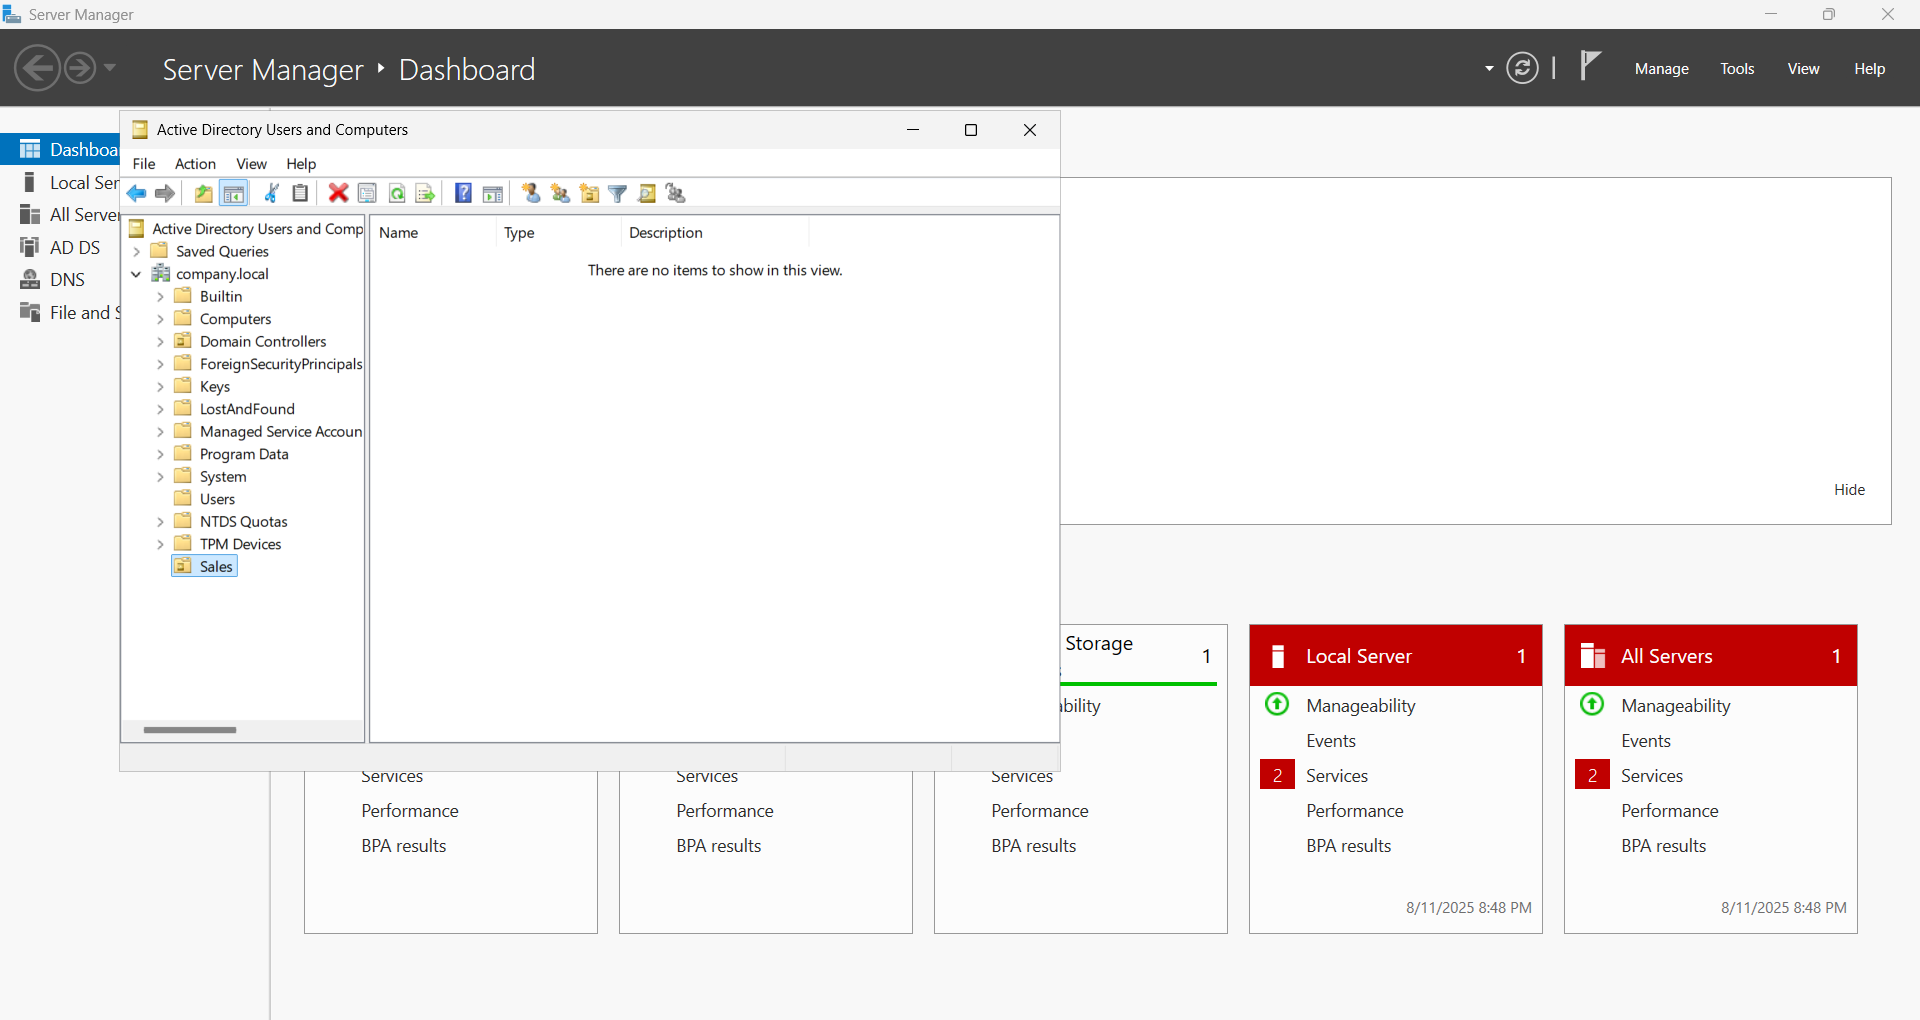 Server Manager
Server Manager Dashboard
Manage Tools View Help
Active Directory Users and Computers
File Action View Help
Dashboa
Local Ser
All Server
AD DS
DNS
File and S
Active Directory Users and Comp
Saved Queries
company.local
Builtin
Computers
Domain Controllers
ForeignSecurityPrincipals
Keys
LostAndFound
Managed Service Accoun
Program Data
System
Users
NTDS Quotas
TPM Devices
Sales
Name Type Description
There are no items to show in this view.
Hide
Services
Performance
BPA results
Services
Performance
BPA results
Storage 1
bility
Services
Performance
BPA results
Local Server 1
Manageability
Events
2 Services
Performance
BPA results
8/11/2025 8:48 PM
All Servers 1
Manageability
Events
2 Services
Performance
BPA results
8/11/2025 8:48 PM